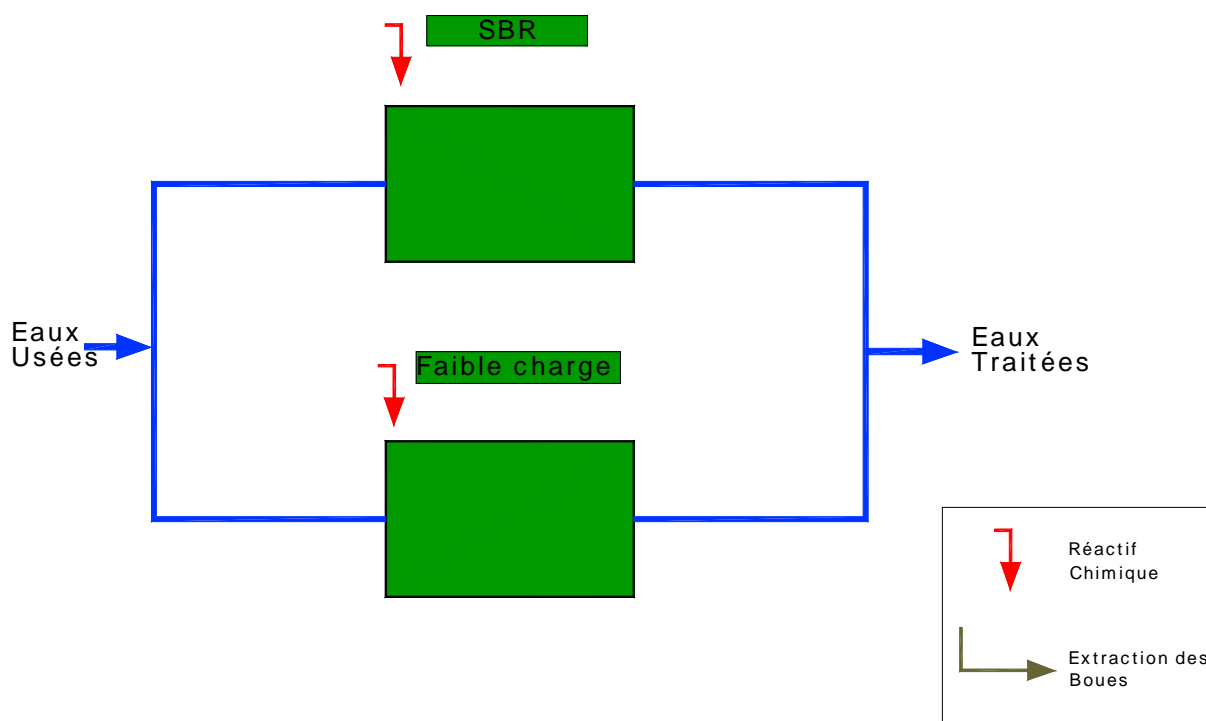 SBR
Eaux
Usées
Faible charge
Eaux
Traitées
Réactif
Chimique
Extraction des
Boues